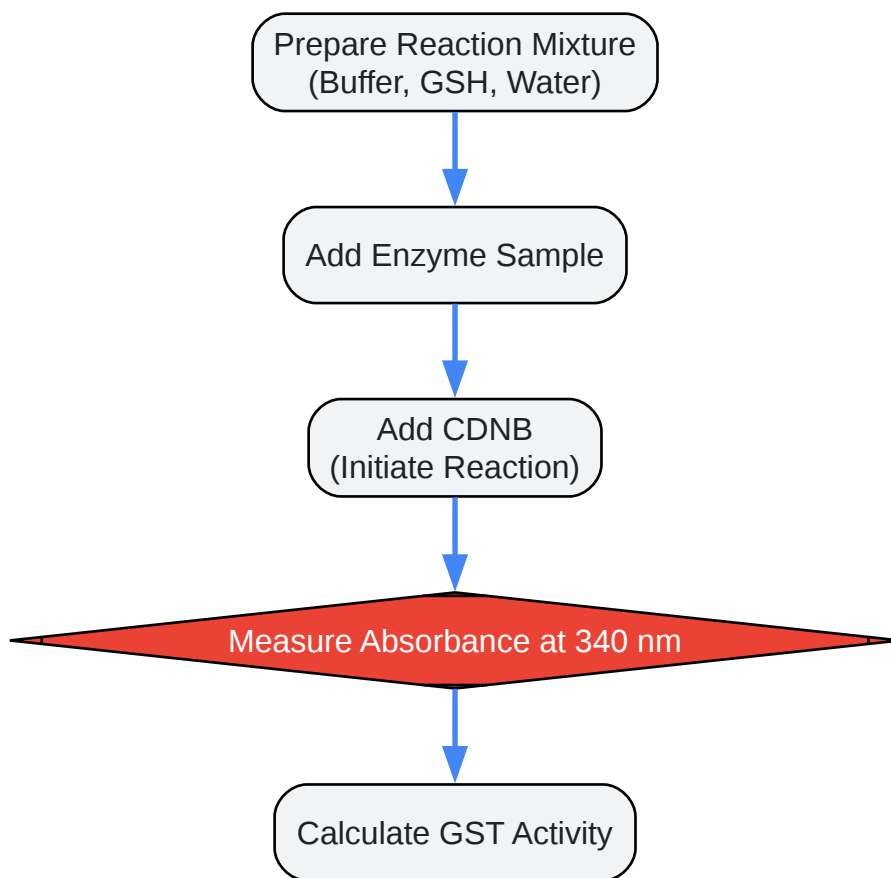 Prepare Reaction Mixture
(Buffer, GSH, Water)
Add Enzyme Sample
Add CDNB
(Initiate Reaction)
Measure Absorbance at 340 nm
Calculate GST Activity